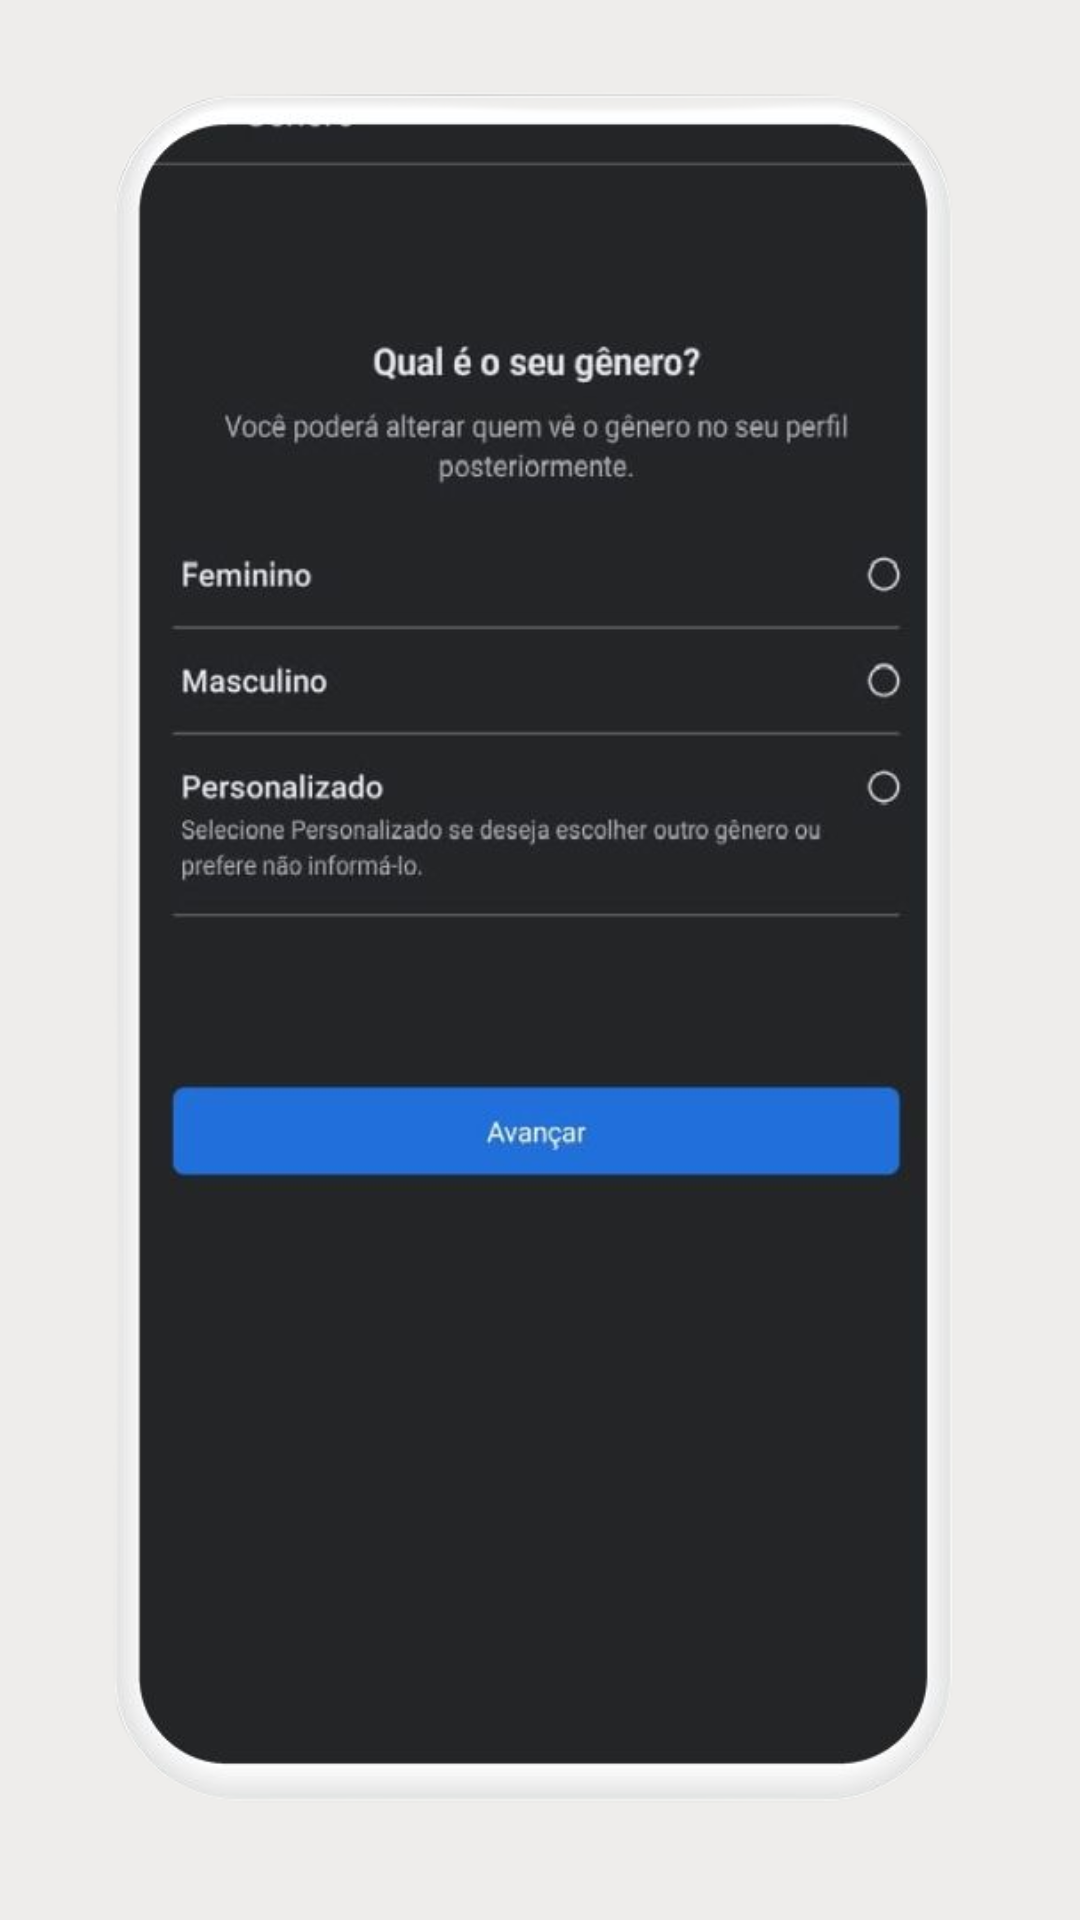 Qual é o seu gênero?
Você poderá alterar quem vê o gênero no seu perfil
posteriormente.
Feminino
Masculino
Personalizado
Selecione Personalizado se deseja escolher outro gênero ou
prefere não informá-lo.
Avançar